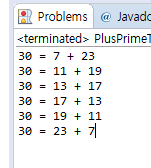 Problems @ Javado
<terminated> PlusPrimeT
30 = 7 + 23
30 = 11 + 19
30 = 13 + 17
30 = 17 + 13
30 = 19 + 11
30 = 23 + 7